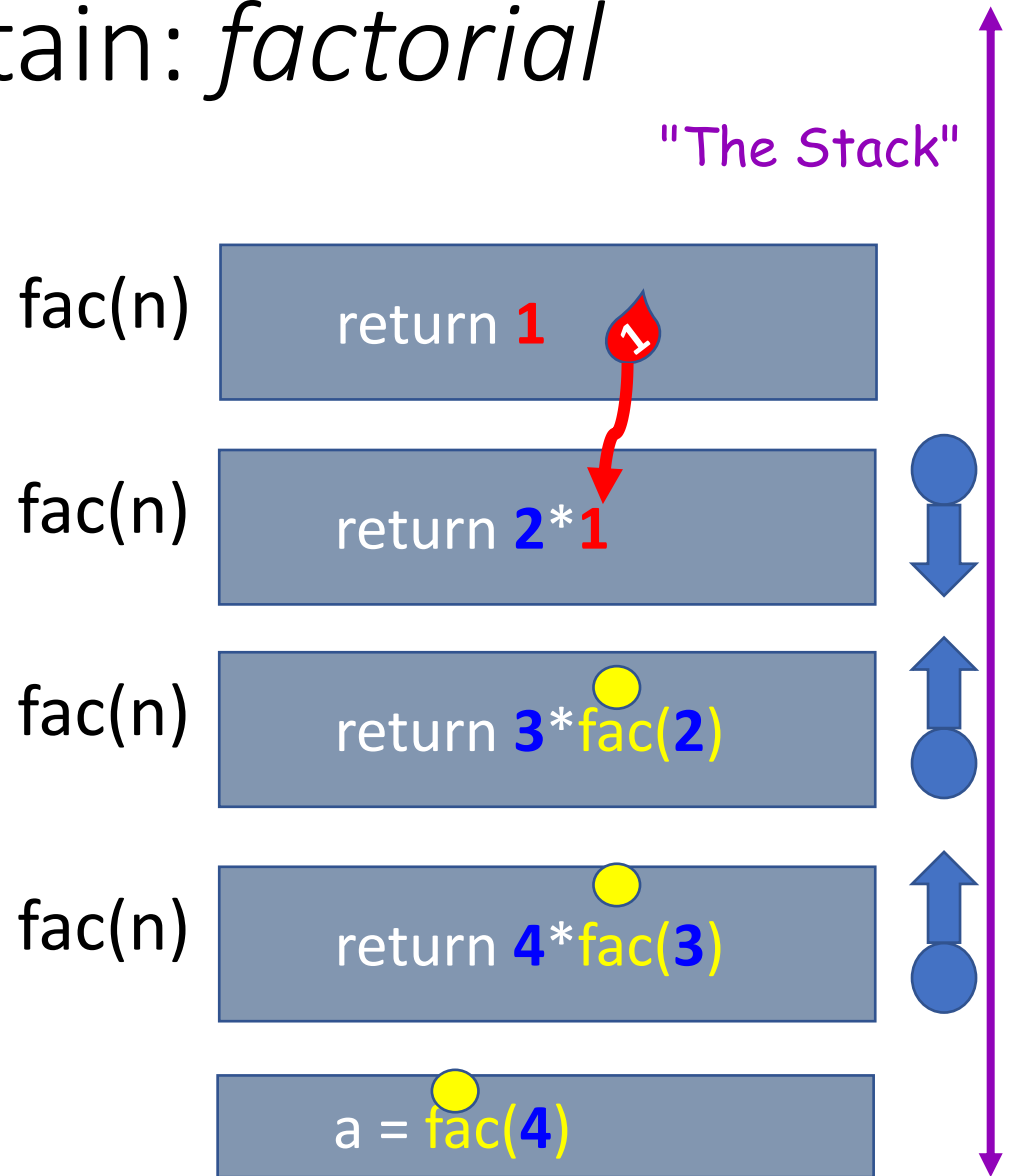 tain: factorial
"The Stack"
fac(n) return 1 1
fac(n) return 2*1
fac(n) return 3*fac(2)
fac(n) return 4*fac(3)
a = fac(4)